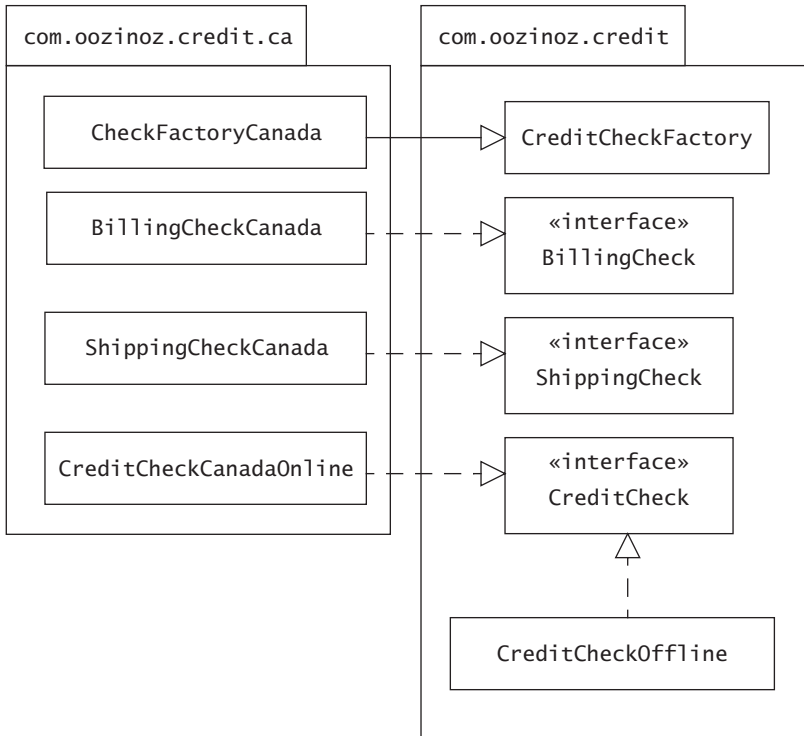 com.oozinoz.credit.ca
com.oozinoz.credit
CheckFactoryCanada
CreditCheckFactory
BillingCheckCanada
«interface»
BillingCheck
ShippingCheckCanada
«interface»
ShippingCheck
CreditCheckCanadaOnline
«interface»
CreditCheck
CreditCheckOffline